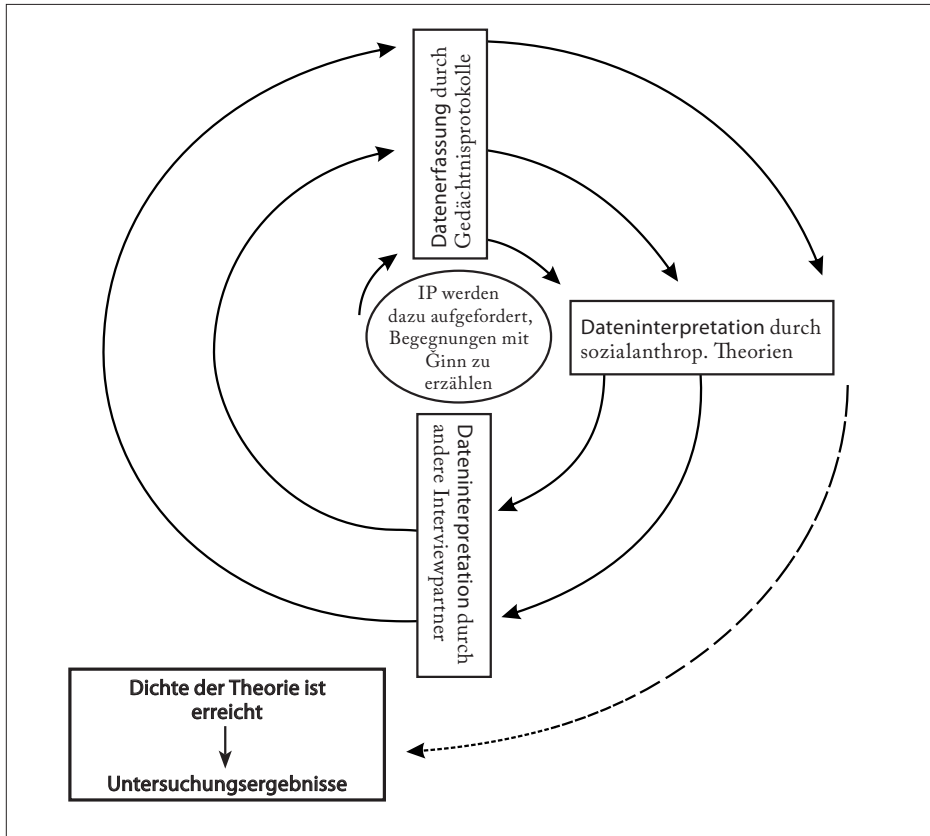 Datenerfassung durch
Gedächtnisprotokolle
IP werden
dazu aufgefordert,
Begegnungen mit
Ğinn zu
erzählen
Dateninterpretation durch
sozialanthrop. Theorien
Dateninterpretation durch
andere Interviewpartner
Dichte der Theorie ist
erreicht
Untersuchungsergebnisse